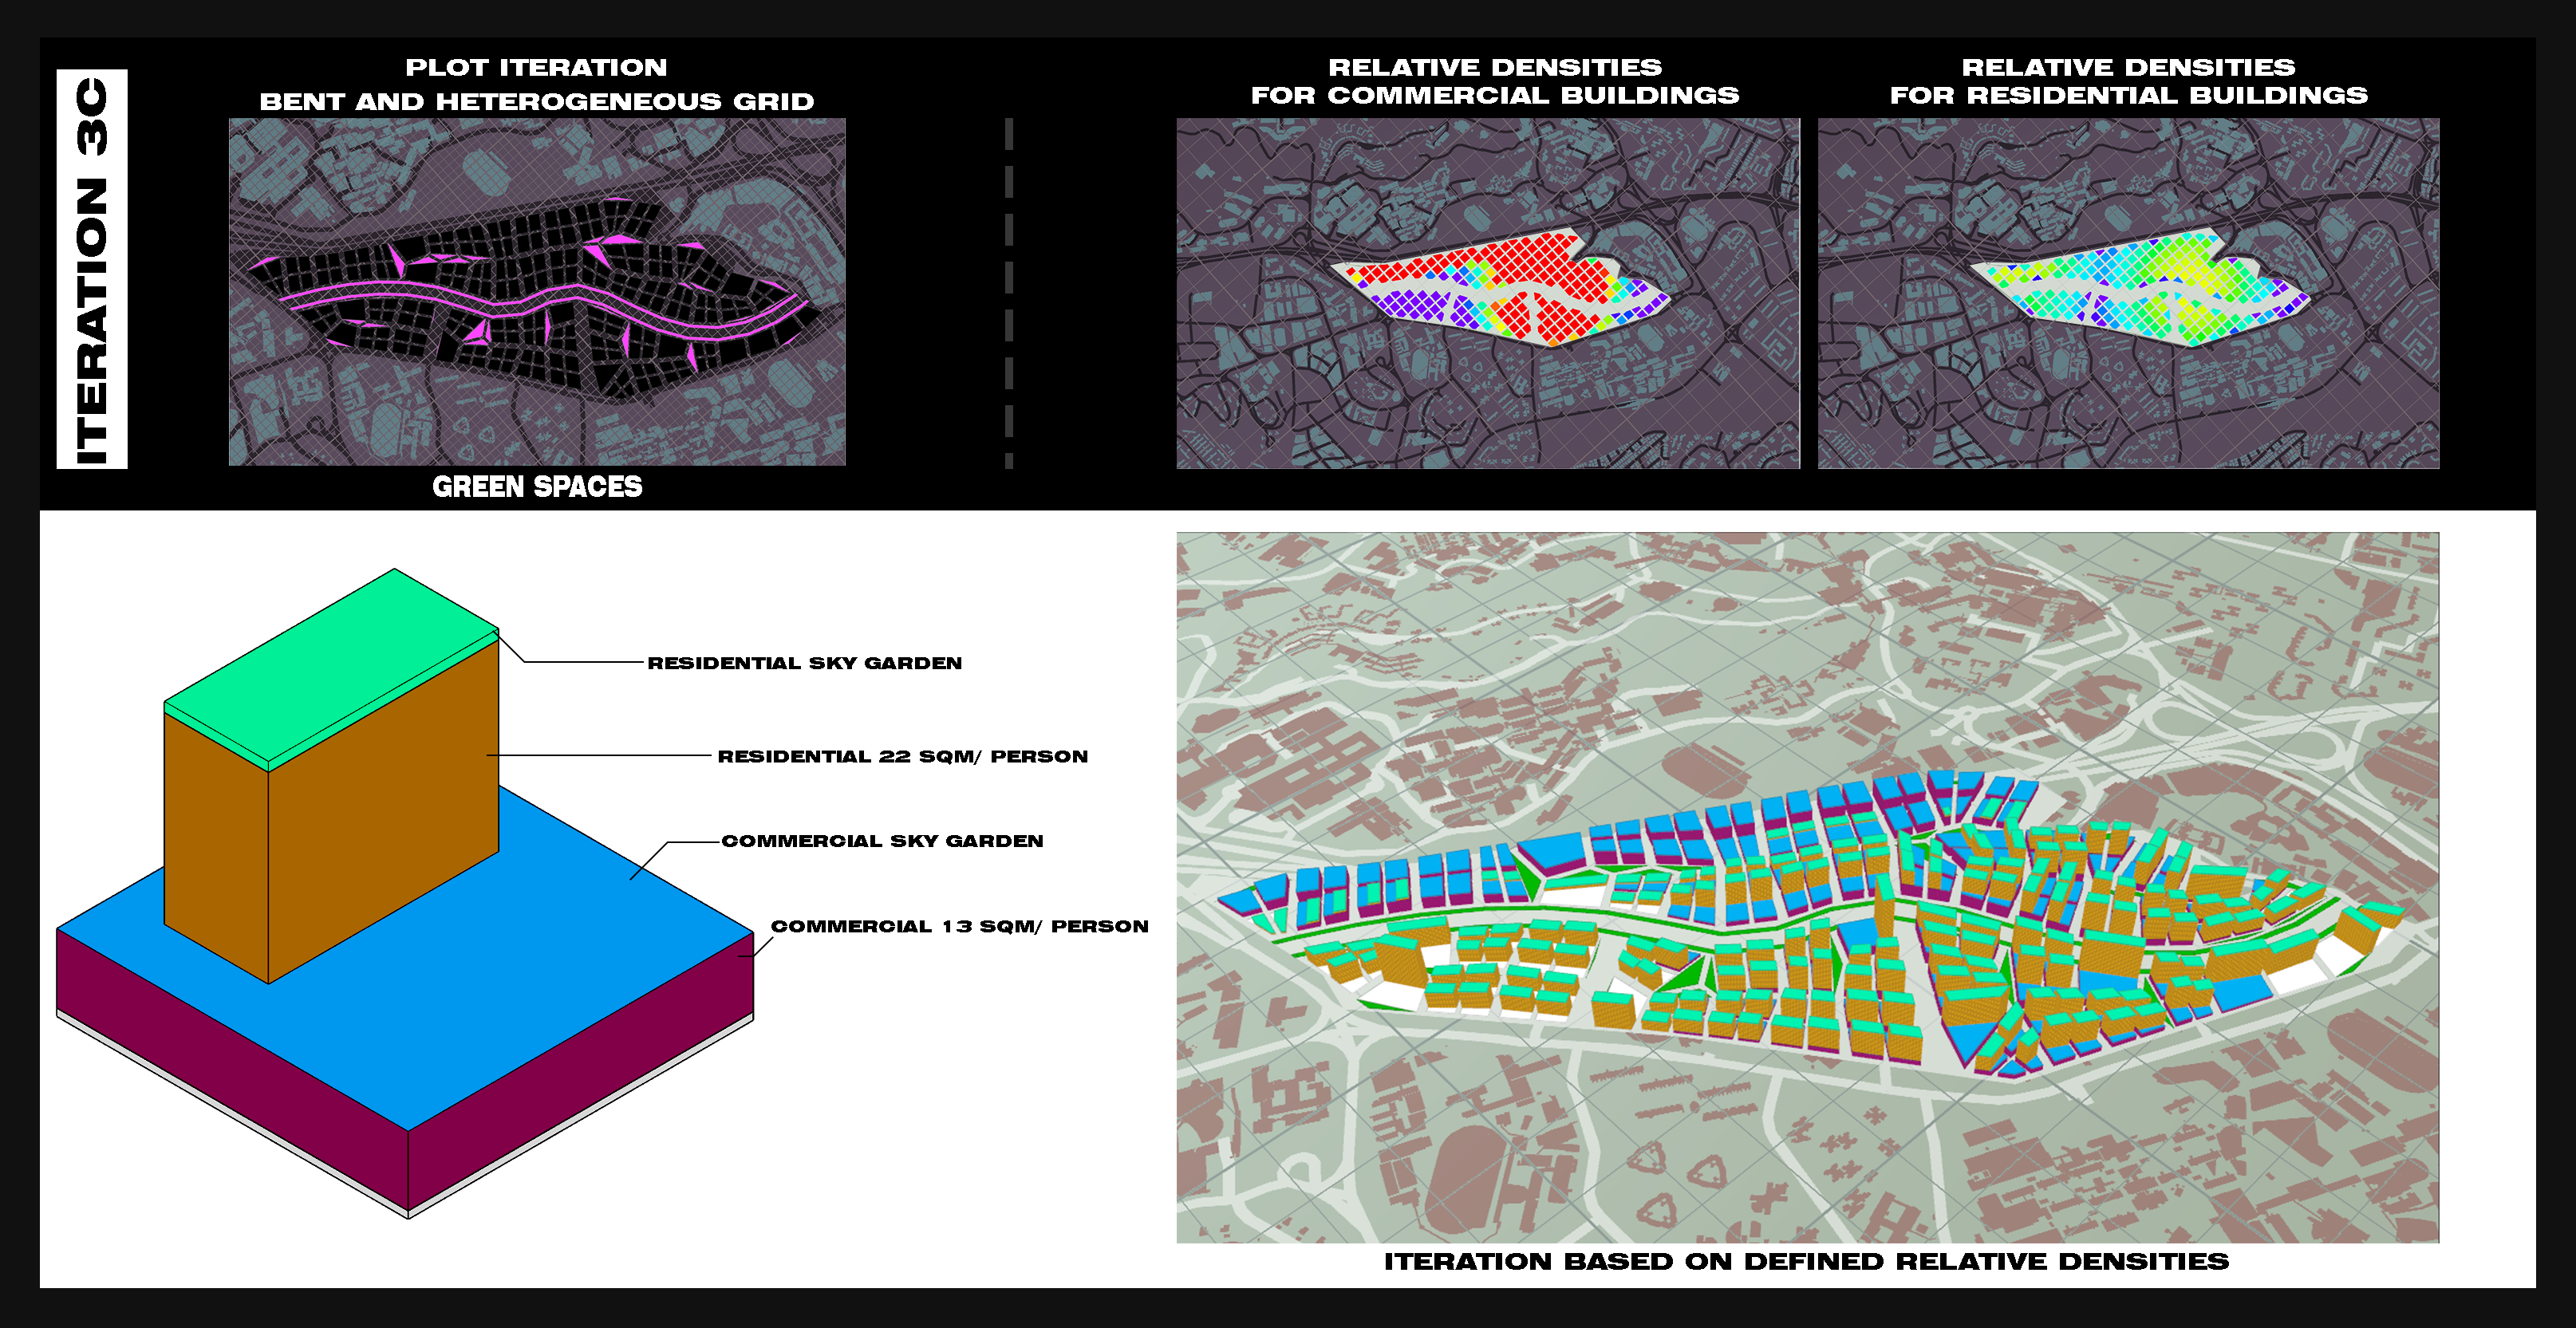 ITERATION 3C
PLOT ITERATION
BENT AND HETEROGENEOUS GRID
GREEN SPACES
RELATIVE DENSITIES
FOR COMMERCIAL BUILDINGS
RELATIVE DENSITIES
FOR RESIDENTIAL BUILDINGS
RESIDENTIAL SKY GARDEN
RESIDENTIAL 22 SQM/ PERSON
COMMERCIAL SKY GARDEN
COMMERCIAL 13 SQM/ PERSON
ITERATION BASED ON DEFINED RELATIVE DENSITIES